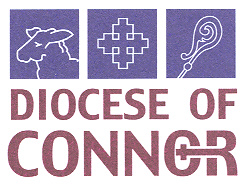 DIOCESE OF
CONNOR